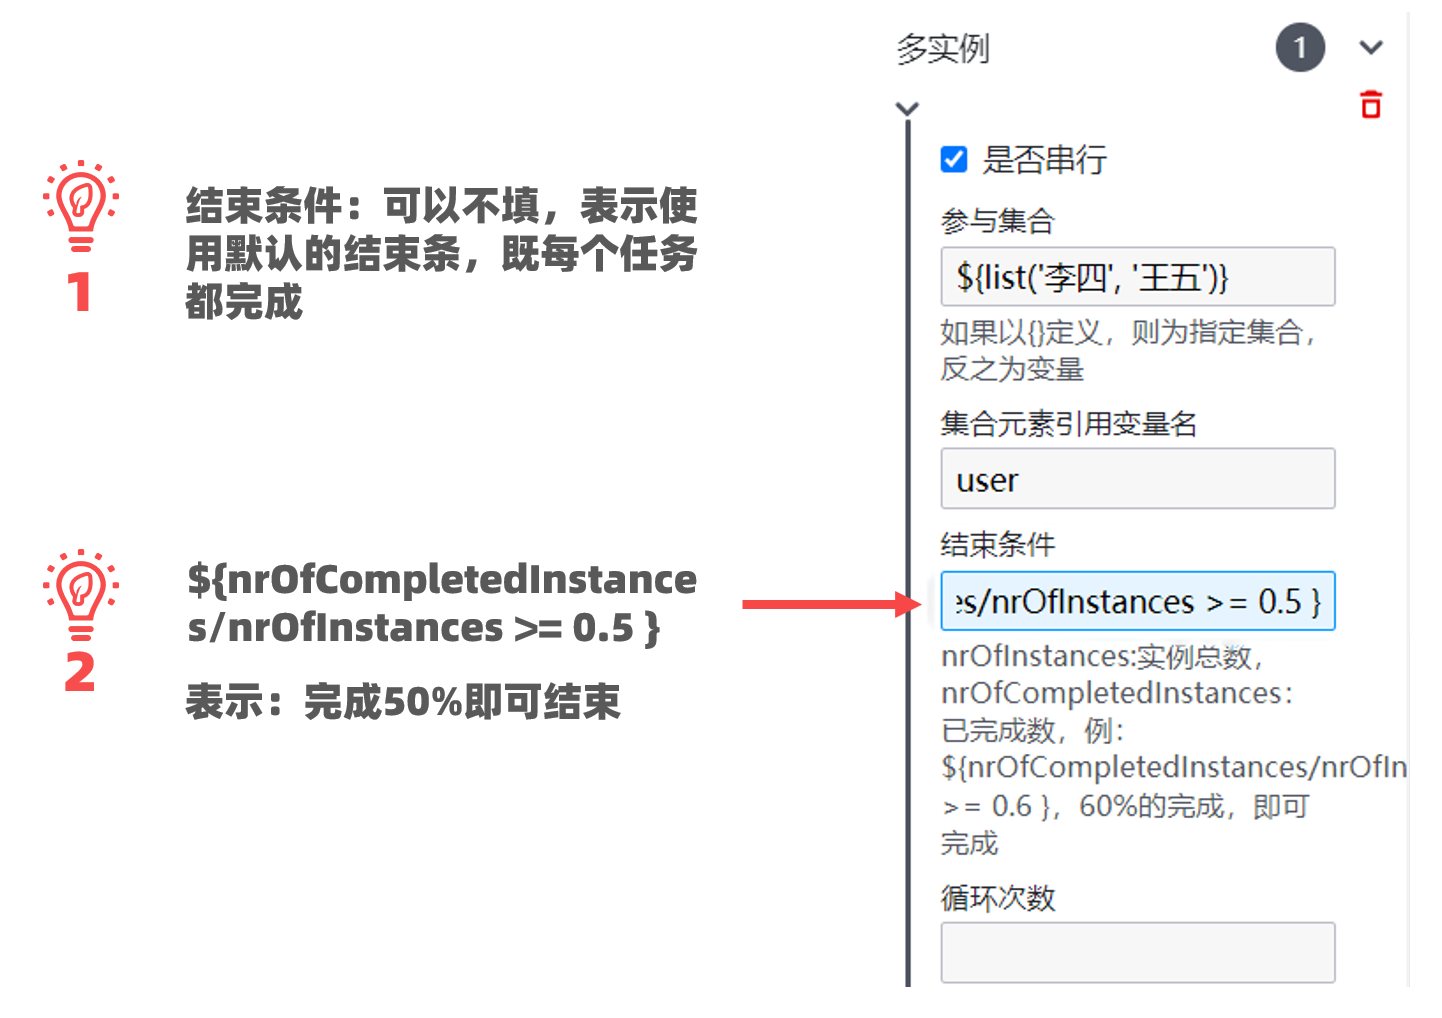 结束条件：可以不填，表示使
用默认的结束条，既每个任务
都完成
1
${nrOfCompletedInstance
s/nrOfInstances >= 0.5 }
表示：完成50%即可结束
2
多实例
1
是否串行
参与集合
${list('李四', '王五')}
如果以{}定义，则为指定集合，
反之为变量
集合元素引用变量名
user
结束条件
es/nrOfInstances >= 0.5 }
nrOfInstances:实例总数，
nrOfCompletedInstances：
已完成数，例：
${nrOfCompletedInstances/nrOfIn
>= 0.6 }，60%的完成，即可
完成
循环次数